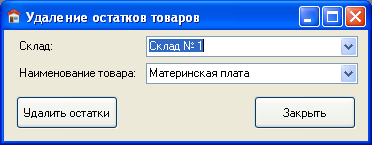 Удаление остатков товаров
Склад: Склад № 1
Наименование товара: Материнская плата
Удалить остатки Закрыть